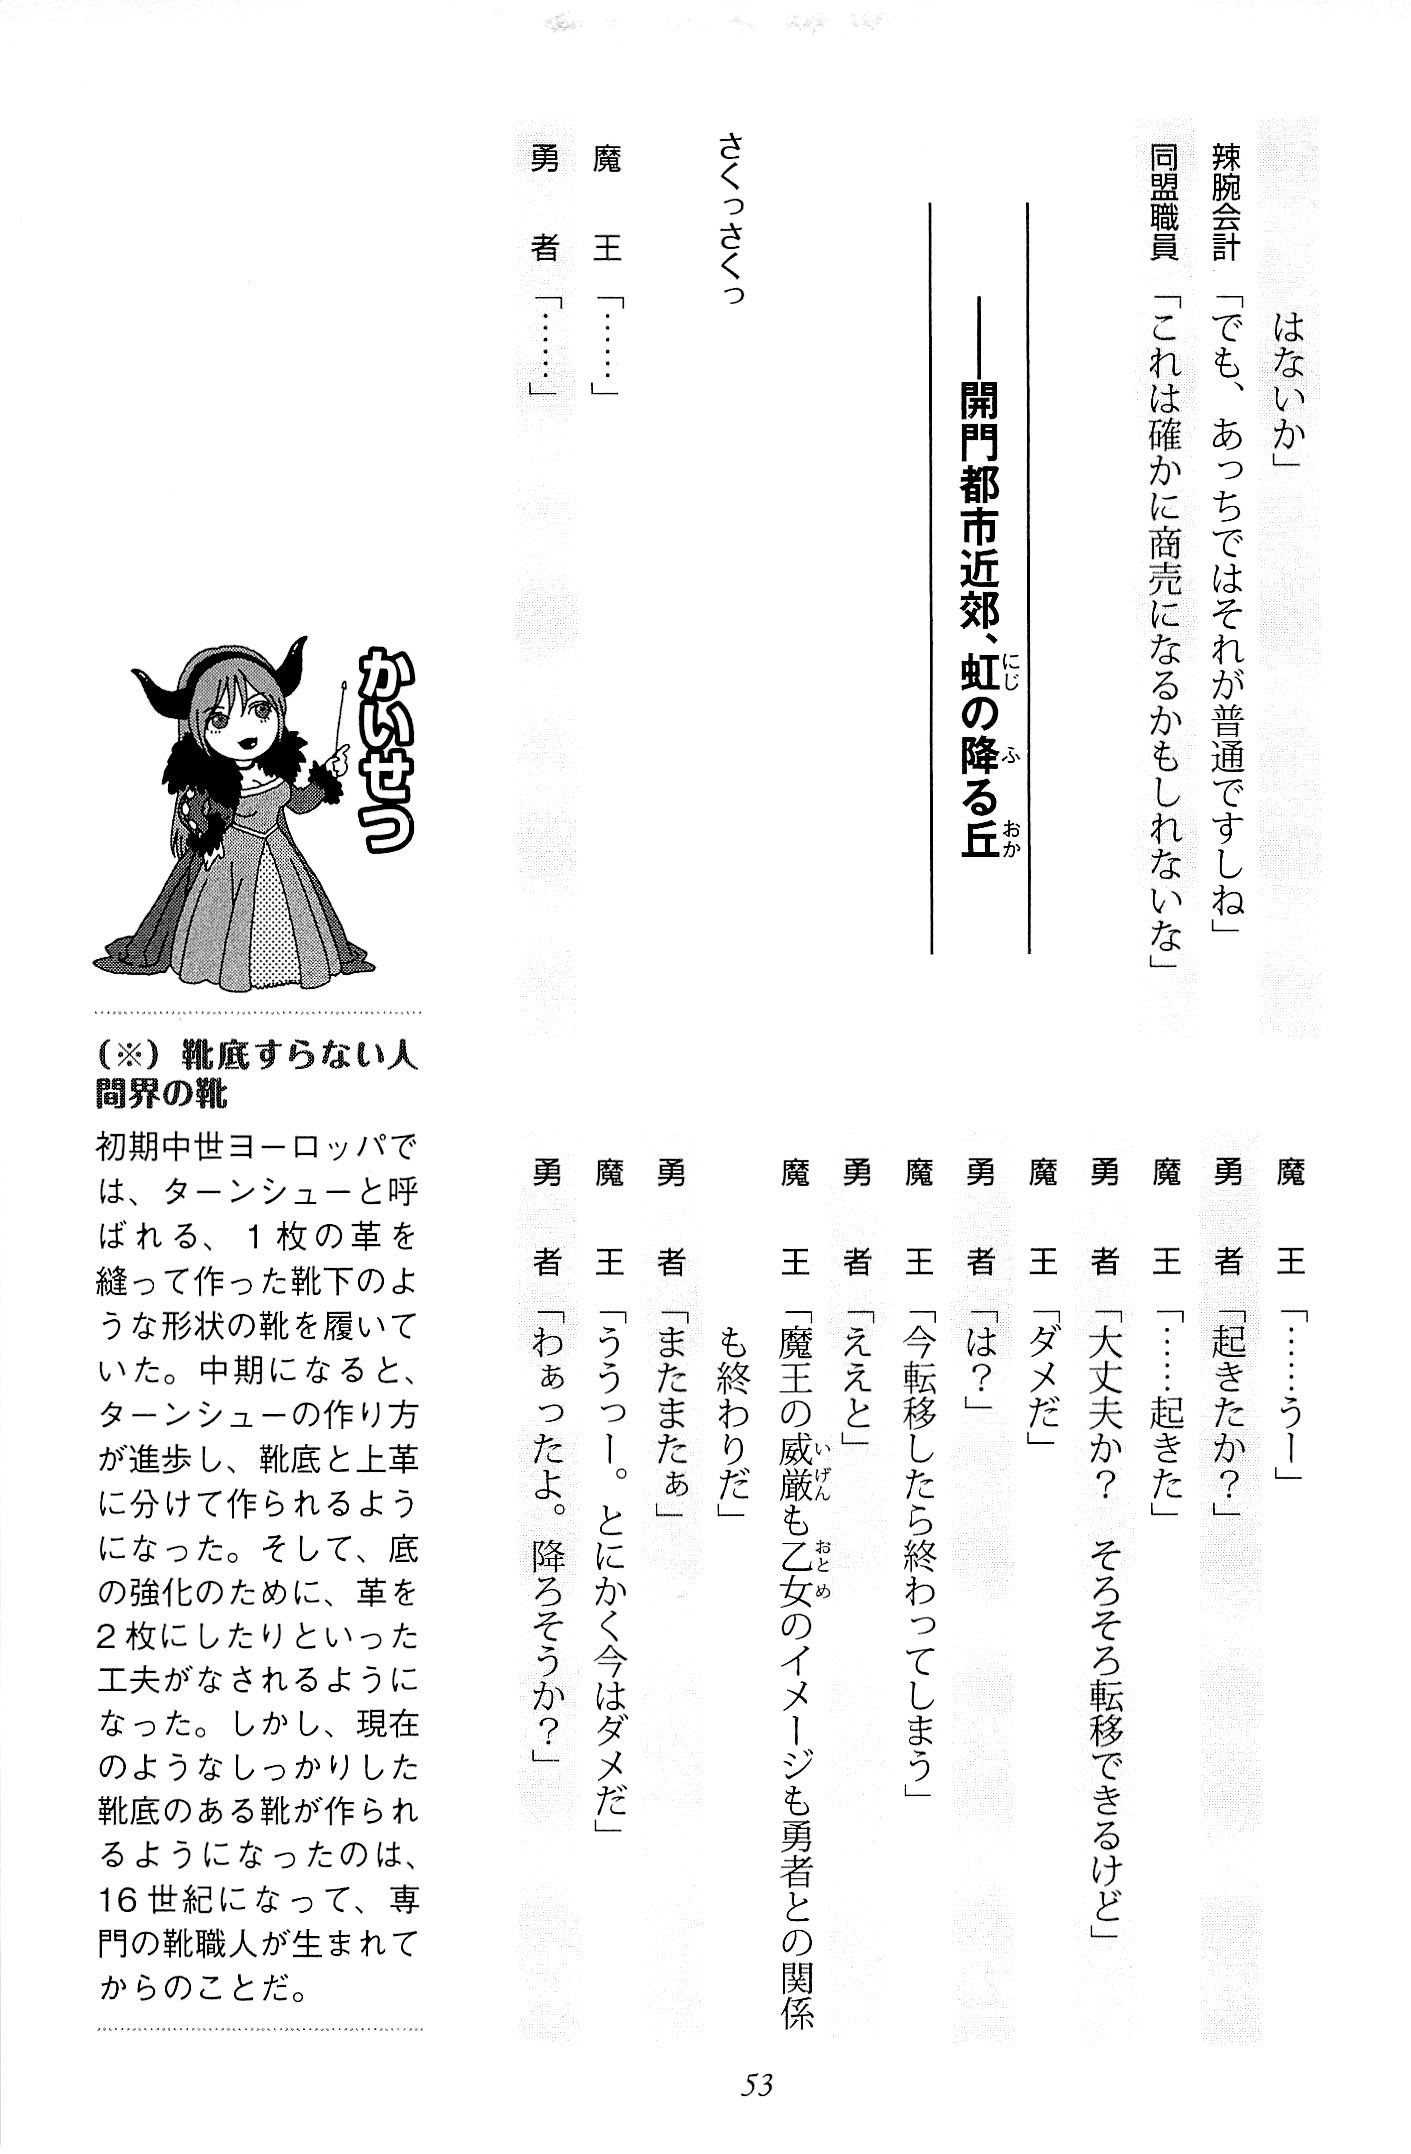 はないか」
辣腕会計「でも、あっちではそれが普通ですしね」
同盟職員「これは確かに商売になるかもしれないな」
――開門都市近郊、虹の降る丘
にじ
ふ
おか
さくっさくっ
魔王「……」
勇者「……」
魔王「……うー」
勇者「起きたか？」
魔王「……起きた」
勇者「大丈夫か？　そろそろ転移できるけど」
魔王「ダメだ」
勇者「は？」
魔王「今転移したら終わってしまう」
勇者「ええと」
魔王「魔王の威厳も乙女のイメージも勇者との関係
いげん
おとめ
も終わりだ」
勇者「またまたぁ」
魔王「ううっー。とにかく今はダメだ」
勇者「わぁったよ。降ろそうか？」
かいせつ
（※）靴底すらない人
間界の靴
初期中世ヨーロッパで
は、ターンシューと呼
ばれる、１枚の革を
縫って作った靴下のよ
うな形状の靴を履いて
いた。中期になると、
ターンシューの作り方
が進歩し、靴底と上革
に分けて作られるよう
になった。そして、底
の強化のために、革を
２枚にしたりといった
工夫がなされるように
なった。しかし、現在
のようなしっかりした
靴底のある靴が作られ
るようになったのは、
16世紀になって、専
門の靴職人が生まれて
からのことだ。
53